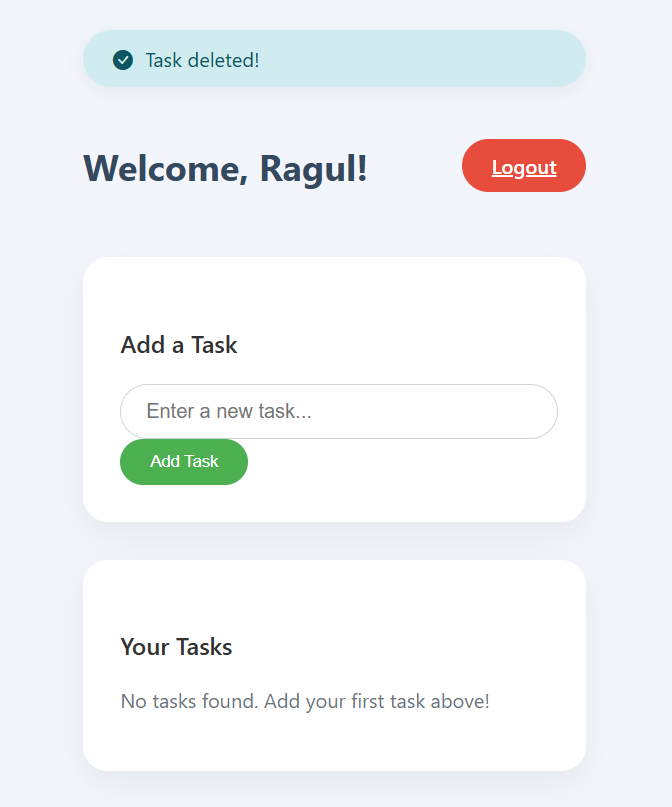 Task deleted!
Welcome, Ragul!
Logout
Add a Task
Enter a new task...
Add Task
Your Tasks
No tasks found. Add your first task above!